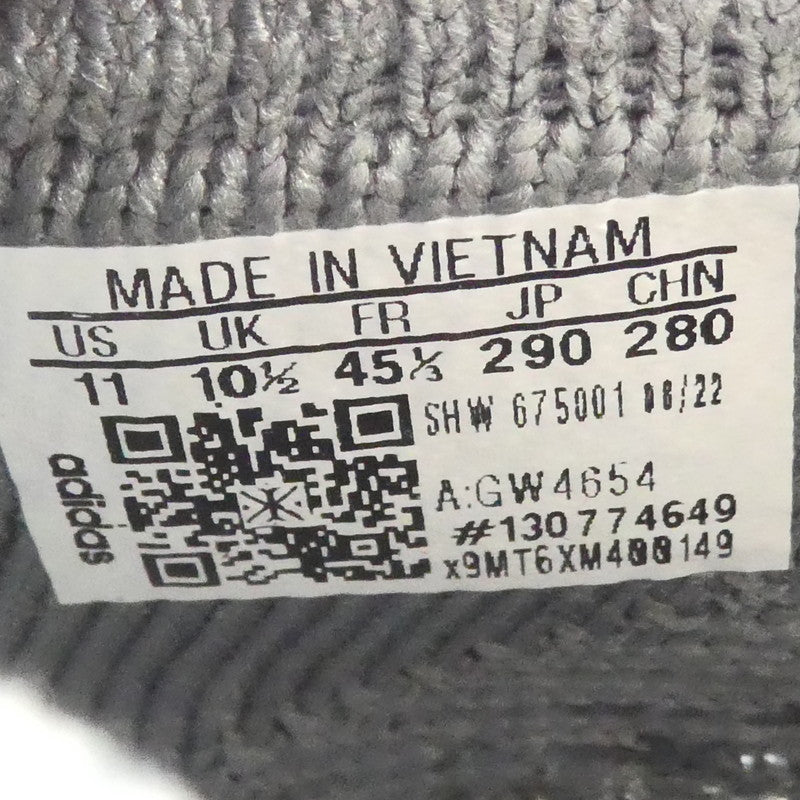 MADE IN VIETNAM
US UK FR JP CHN
11 10½ 45⅓ 290 280
SHW 675001 08/22
adidas
A:GW4654
#130774649
x9MT6XM400149